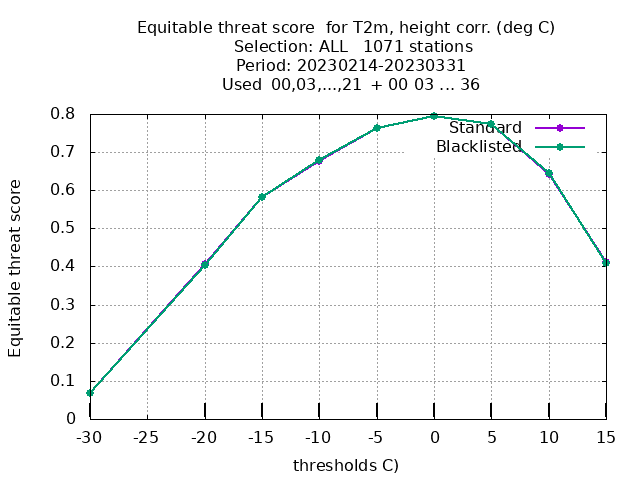 Equitable threat score  for T2m, height corr. (deg C)
Selection: ALL   1071 stations
Period: 20230214-20230331
Used  00,03,...,21  + 00 03 ... 36
Equitable threat score
0.8
0.7
0.6
0.5
0.4
0.3
0.2
0.1
0
Standard
Blacklisted
-30 -25 -20 -15 -10 -5 0 5 10 15
thresholds C)